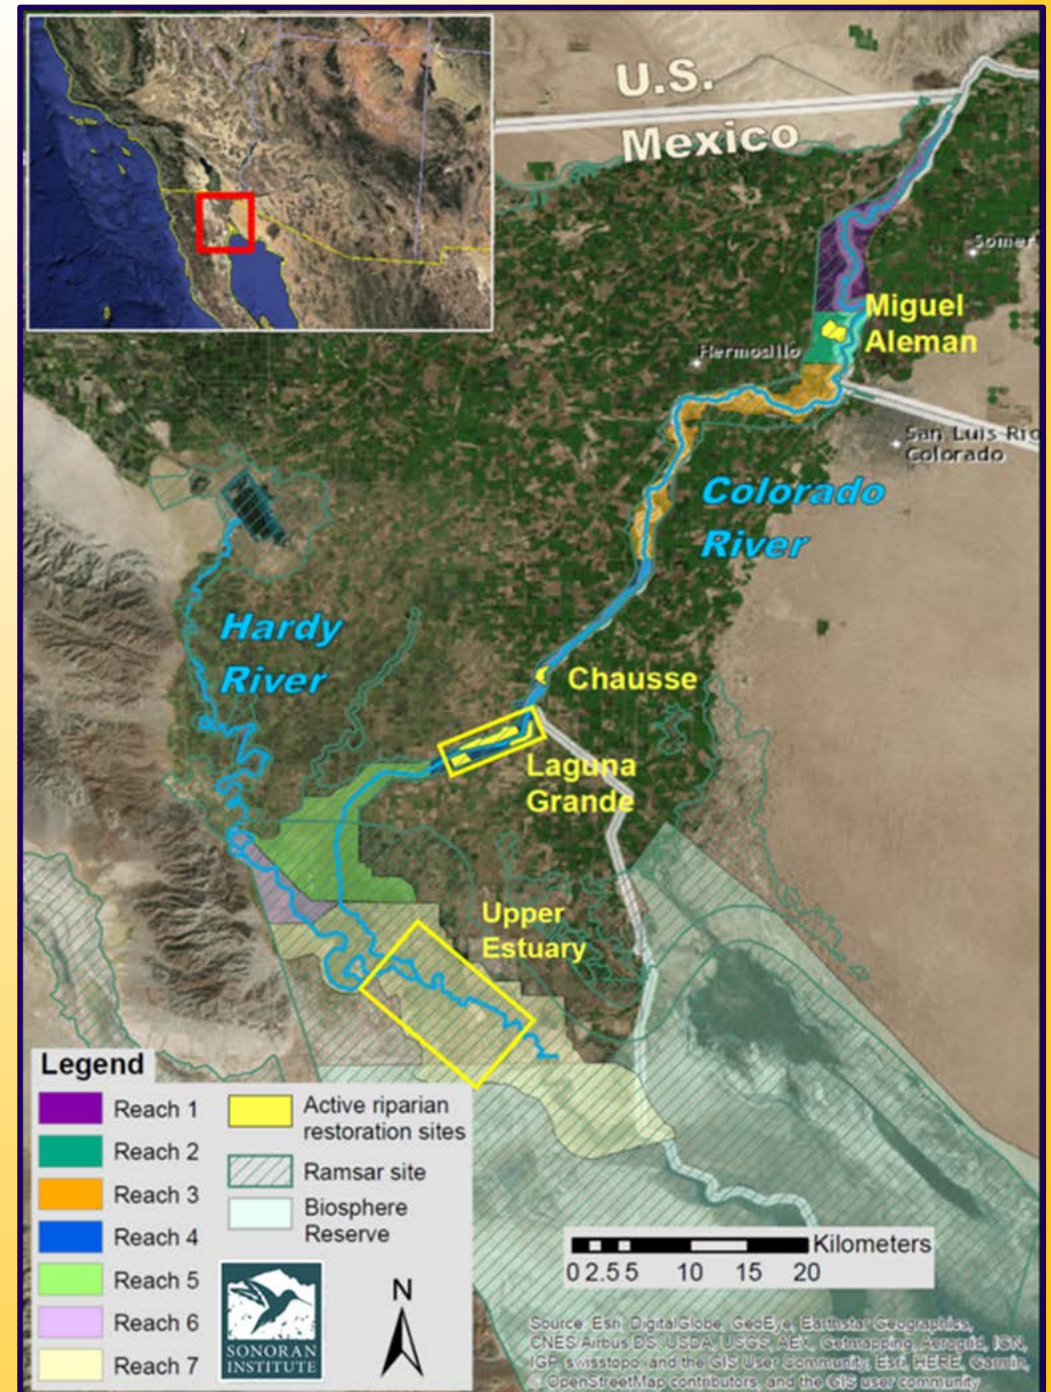 U.S.
Mexico
Somer
Miguel
Aleman
Hermosillo
San Luis Rio
Colorado
Colorado
River
Hardy
River
Chausse
Laguna
Grande
Upper
Estuary
Legend
Reach 1
Reach 2
Reach 3
Reach 4
Reach 5
Reach 6
Reach 7
Active riparian
restoration sites
Ramsar site
Biosphere
Reserve
SONORAN
INSTITUTE
N
Kilometers
0 2.5 5 10 15 20
Source: Esri, DigitalGlobe, GeoEye, Earthstar Geographics,
CNES/Airbus DS, USDA, USGS, AEX, Getmapping, Aerogrid, IGN,
IGP, swisstopo, and the GIS User Community, Esri, HERE, Garmin,
© OpenStreetMap contributors, and the GIS user community